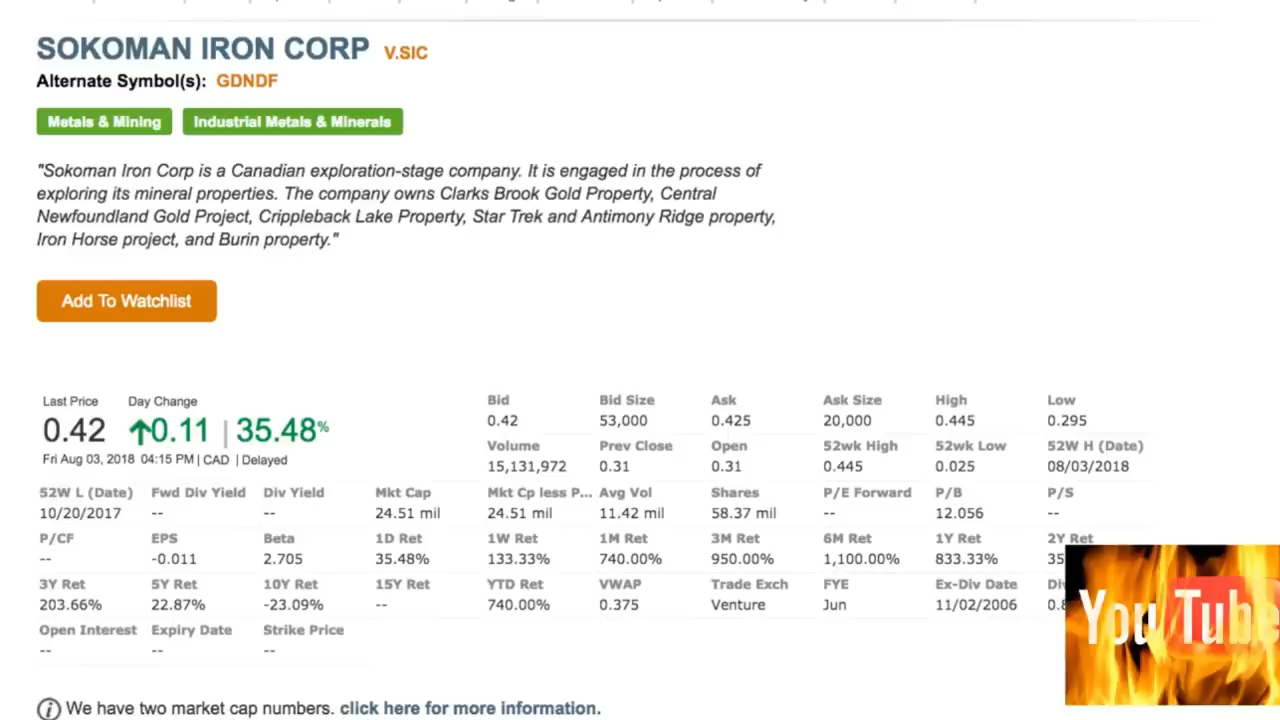 SOKOMAN IRON CORP V.SIC
Alternate Symbol(s): GDNDF
Metals & Mining Industrial Metals & Minerals
"Sokoman Iron Corp is a Canadian exploration-stage company. It is engaged in the process of
exploring its mineral properties. The company owns Clarks Brook Gold Property, Central
Newfoundland Gold Project, Crippleback Lake Property, Star Trek and Antimony Ridge property,
Iron Horse project, and Burin property."
Add To Watchlist
Last Price Day Change
0.42 0.11 | 35.48%
Fri Aug 03, 2018 04:15 PM | CAD | Delayed
Bid Bid Size Ask Ask Size High Low
0.42 53,000 0.425 20,000 0.445 0.295
Volume Prev Close Open 52wk High 52wk Low 52W H (Date)
15,131,972 0.31 0.31 0.445 0.025 08/03/2018
52W L (Date) Fwd Div Yield Div Yield Mkt Cap Mkt Cp less P... Avg Vol Shares P/E Forward P/B P/S
10/20/2017 -- -- 24.51 mil 24.51 mil 11.42 mil 58.37 mil -- 12.056 --
P/CF EPS Beta 1D Ret 1W Ret 1M Ret 3M Ret 6M Ret 1Y Ret 2Y Ret
-- -0.011 2.705 35.48% 133.33% 740.00% 950.00% 1,100.00% 833.33% 35
3Y Ret 5Y Ret 10Y Ret 15Y Ret YTD Ret VWAP Trade Exch FYE Ex-Div Date
203.66% 22.87% -23.09% -- 740.00% 0.375 Venture Jun 11/02/2006
Open Interest Expiry Date Strike Price
-- -- --
You Tube
We have two market cap numbers. click here for more information.